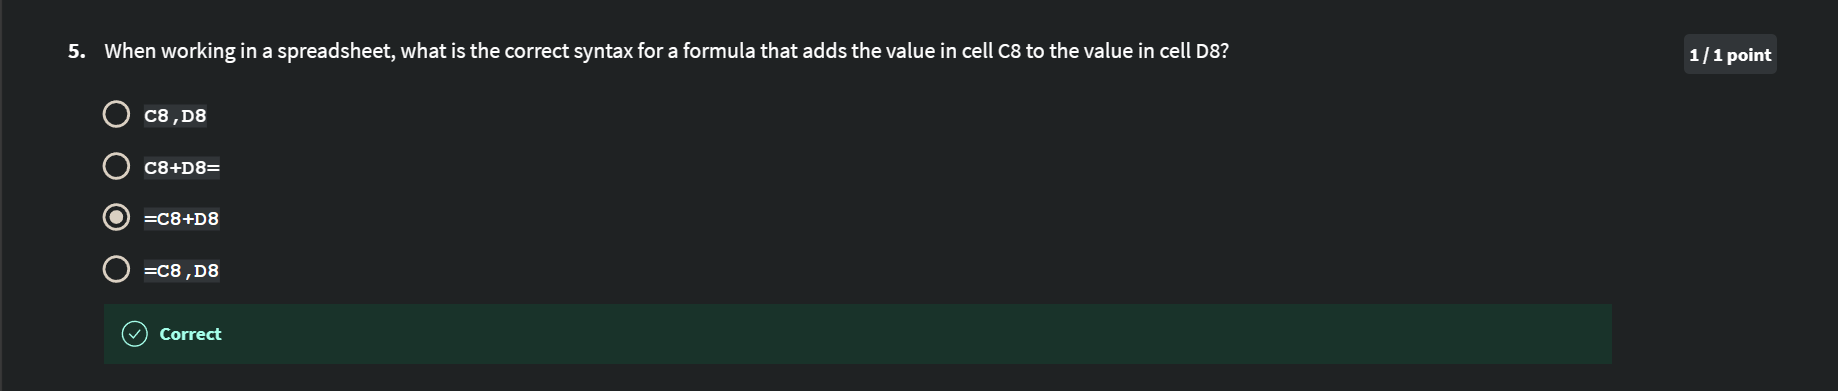 5. When working in a spreadsheet, what is the correct syntax for a formula that adds the value in cell C8 to the value in cell D8?
1 / 1 point
C8,D8
C8+D8=
=C8+D8
=C8,D8
Correct